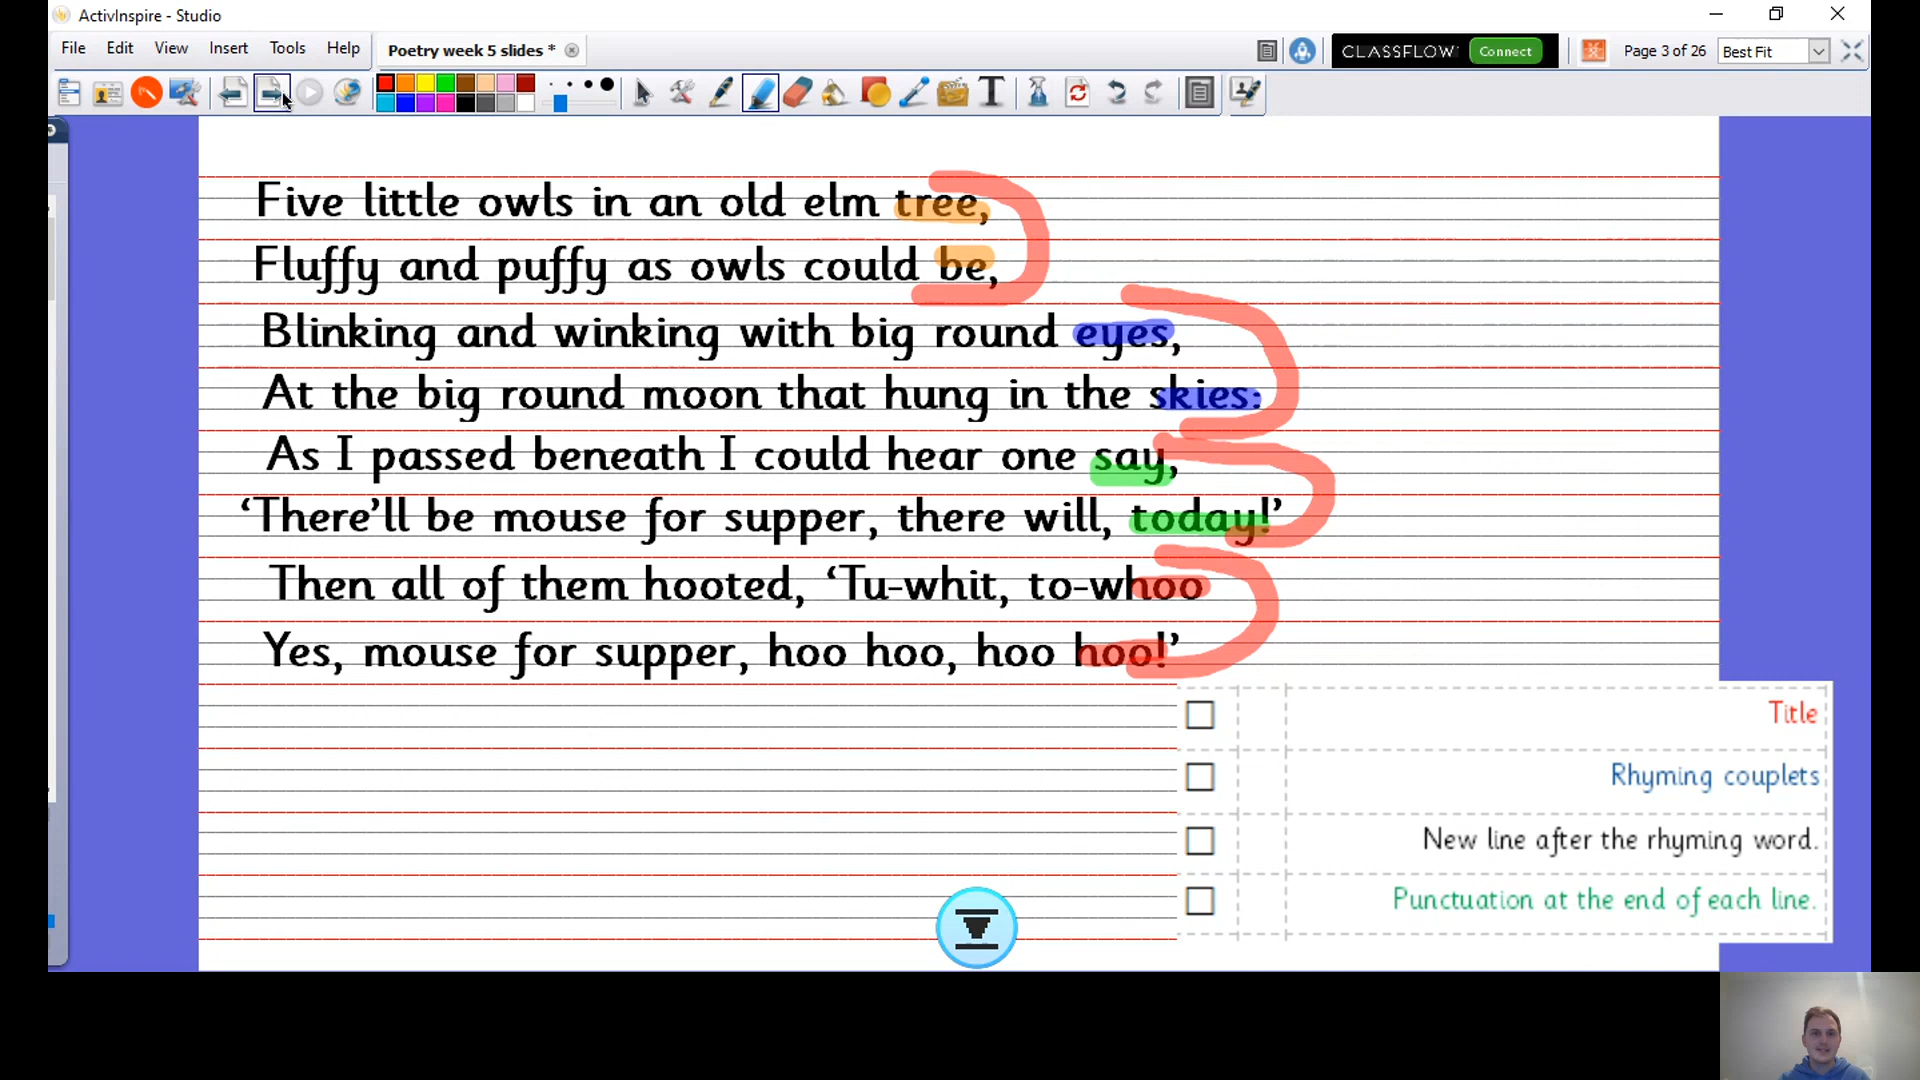 ActivInspire - Studio
File Edit View Insert Tools Help
Poetry week 5 slides *
CLASSFLOW Connect
Page 3 of 26
Best Fit
Five little owls in an old elm tree,
Fluffy and puffy as owls could be,
Blinking and winking with big round eyes,
At the big round moon that hung in the skies:
As I passed beneath I could hear one say,
‘There’ll be mouse for supper, there will, today!’
Then all of them hooted, ‘Tu-whit, to-whoo
Yes, mouse for supper, hoo hoo, hoo hoo!’
Title
Rhyming couplets
New line after the rhyming word.
Punctuation at the end of each line.